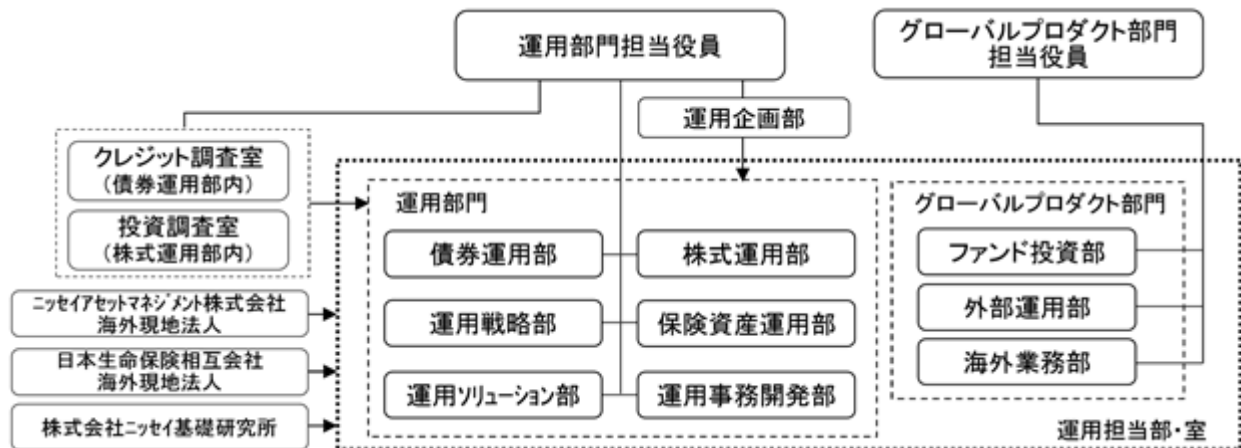 運用部門担当役員
グローバルプロダクト部門
担当役員
運用企画部
クレジット調査室
(債券運用部内)
投資調査室
(株式運用部内)
運用部門
債券運用部
株式運用部
運用戦略部
保険資産運用部
運用ソリューション部
運用事務開発部
グローバルプロダクト部門
ファンド投資部
外部運用部
海外業務部
ニッセイアセットマネジメント株式会社
海外現地法人
日本生命保険相互会社
海外現地法人
株式会社ニッセイ基礎研究所
運用担当部・室